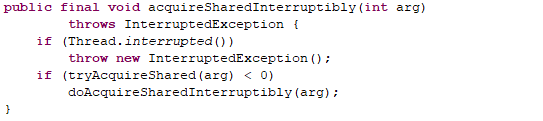 public final void acquireSharedInterruptibly(int arg)
        throws InterruptedException {
    if (Thread.interrupted())
        throw new InterruptedException();
    if (tryAcquireShared(arg) < 0)
        doAcquireSharedInterruptibly(arg);
}